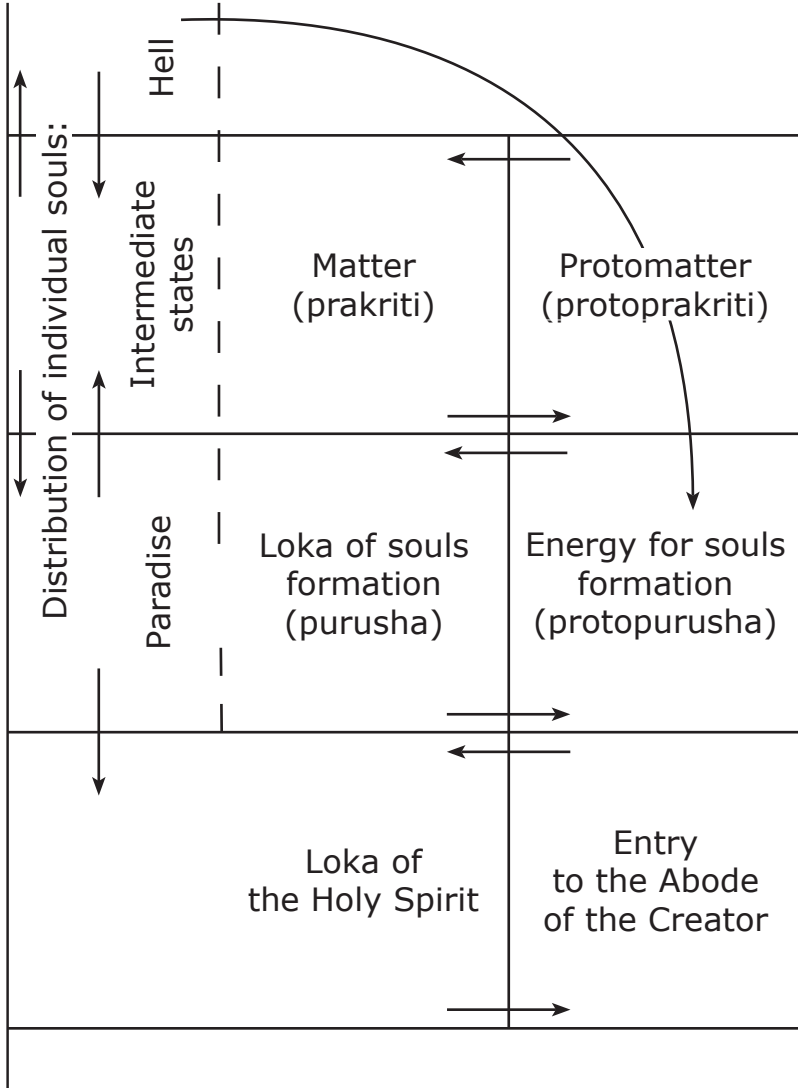 Distribution of individual souls:
Hell
Intermediate
states
Paradise
Matter
(prakriti)
Protomatter
(protoprakriti)
Loka of souls
formation
(purusha)
Energy for souls
formation
(protopurusha)
Loka of
the Holy Spirit
Entry
to the Abode
of the Creator